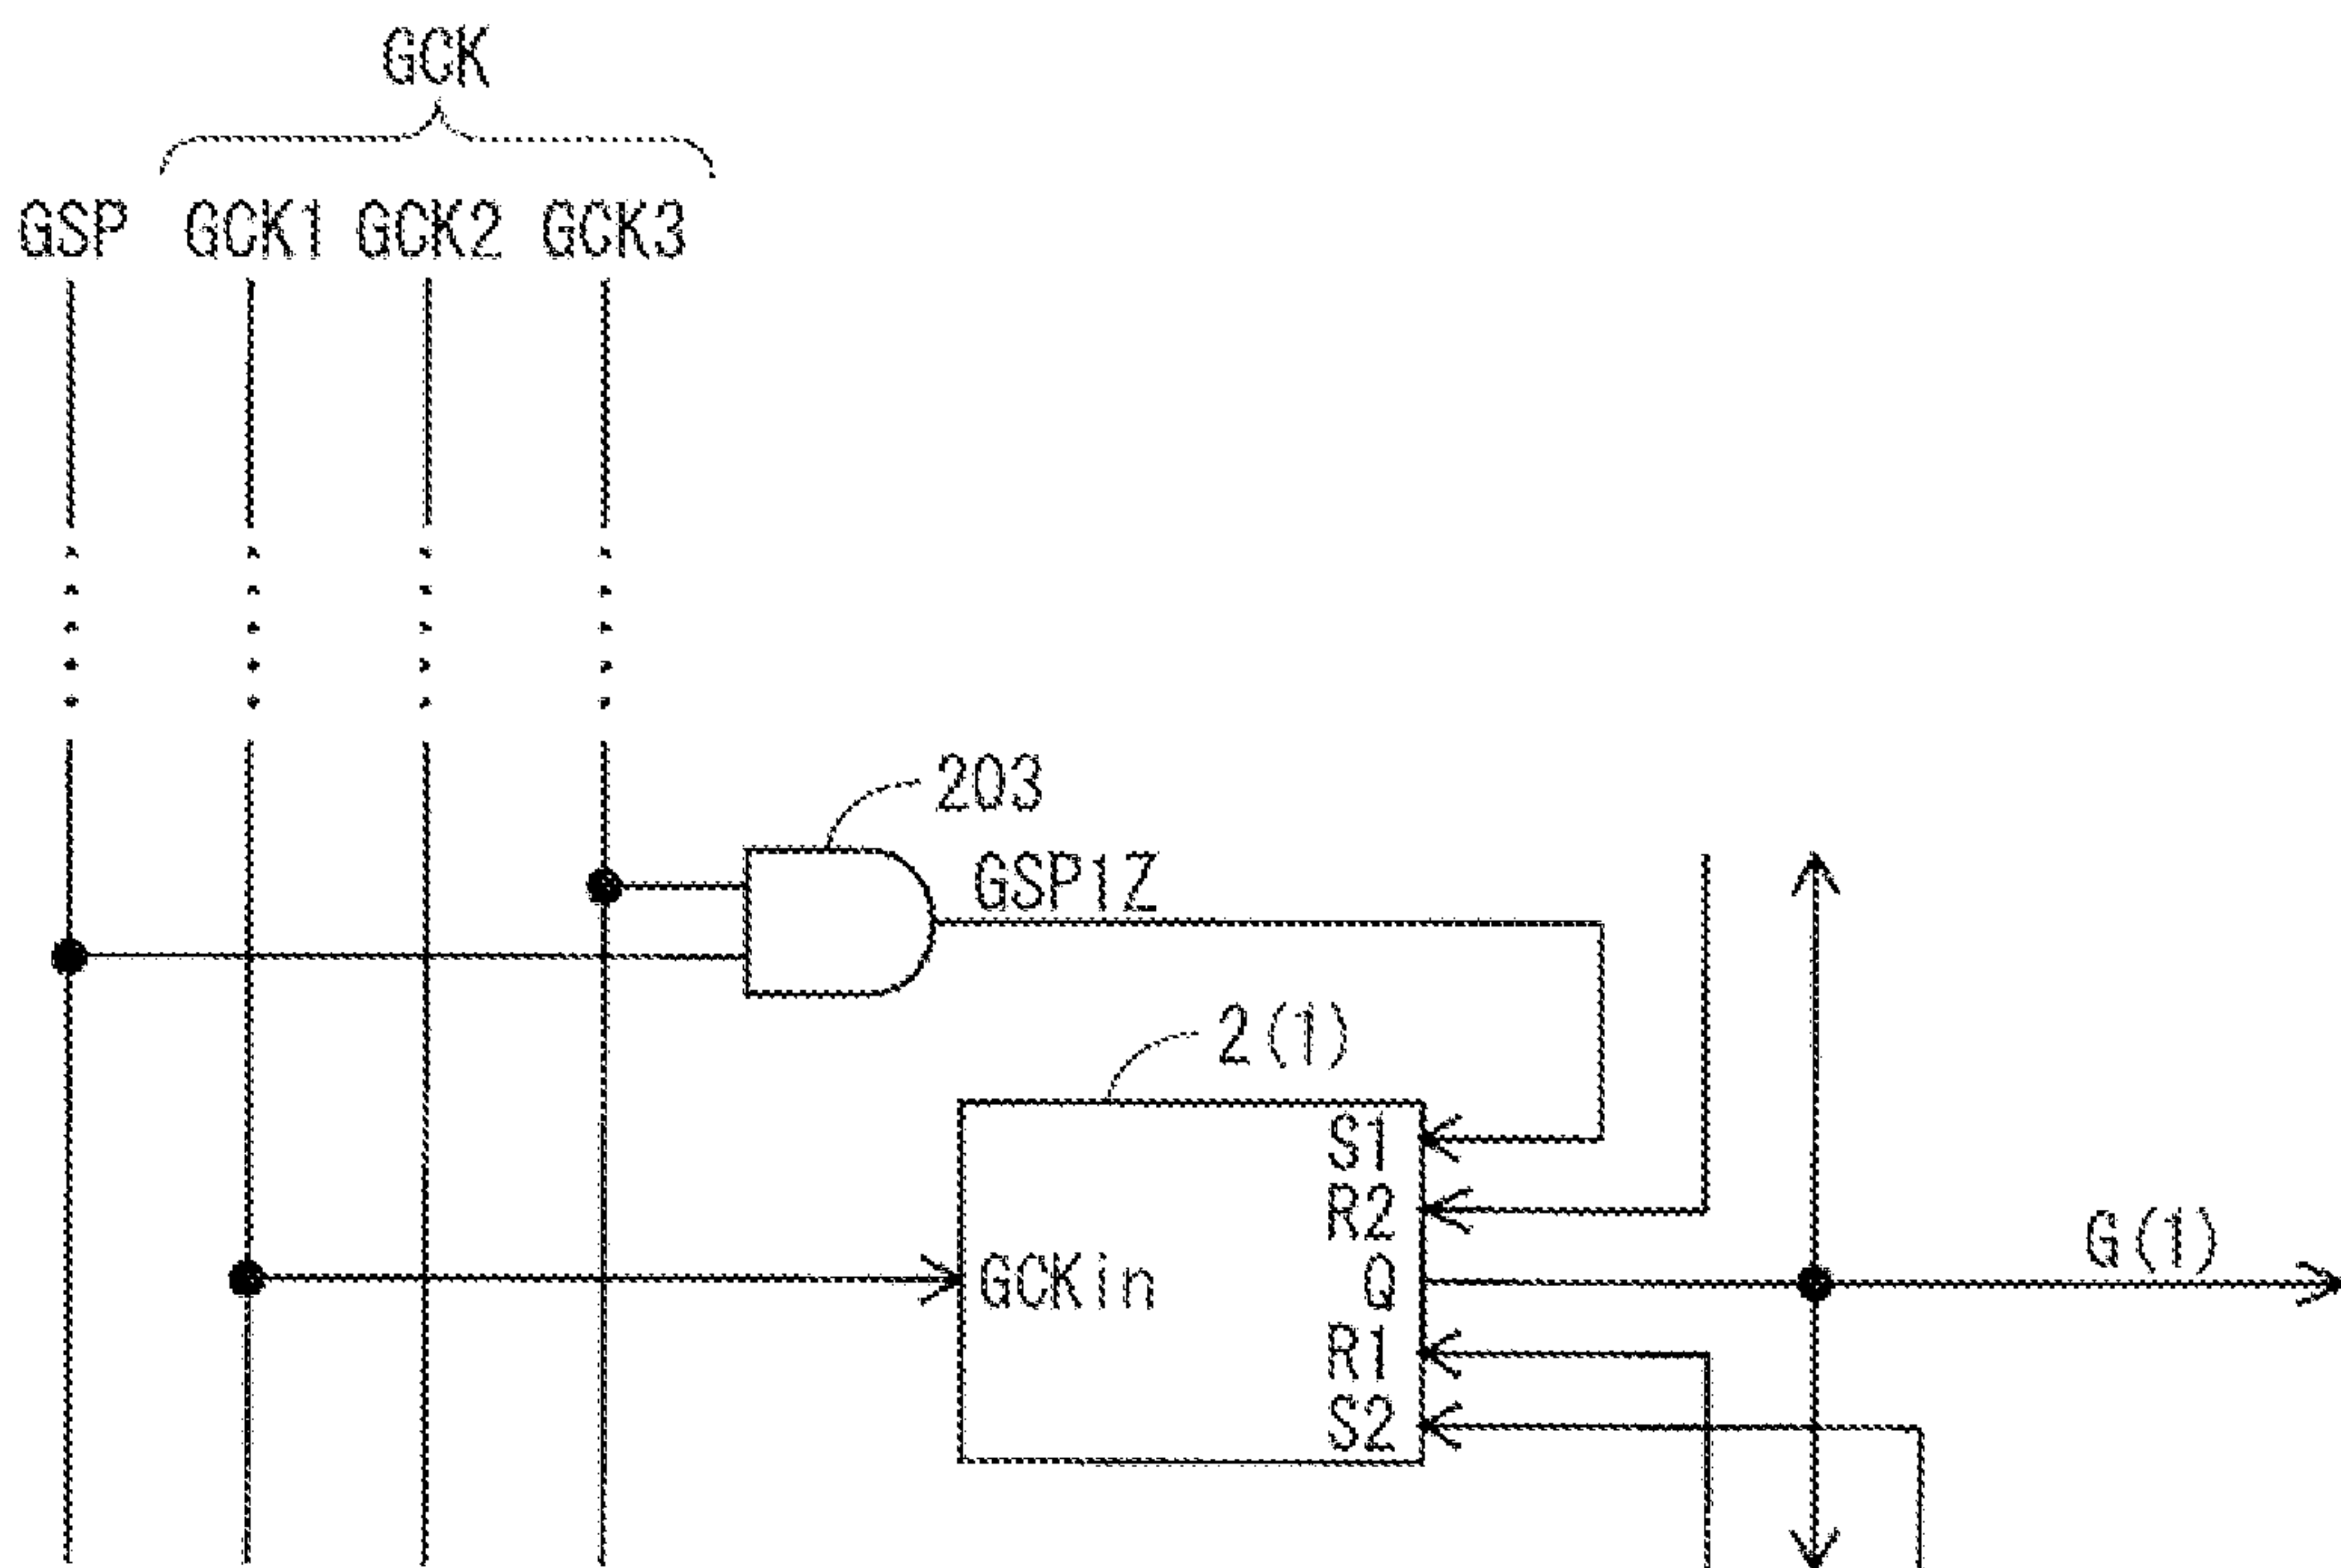 GCK
GSP GCK1 GCK2 GCK3
203
GSP1Z
2(1)
S1
R2
GCKin
Q
G(1)
R1
S2